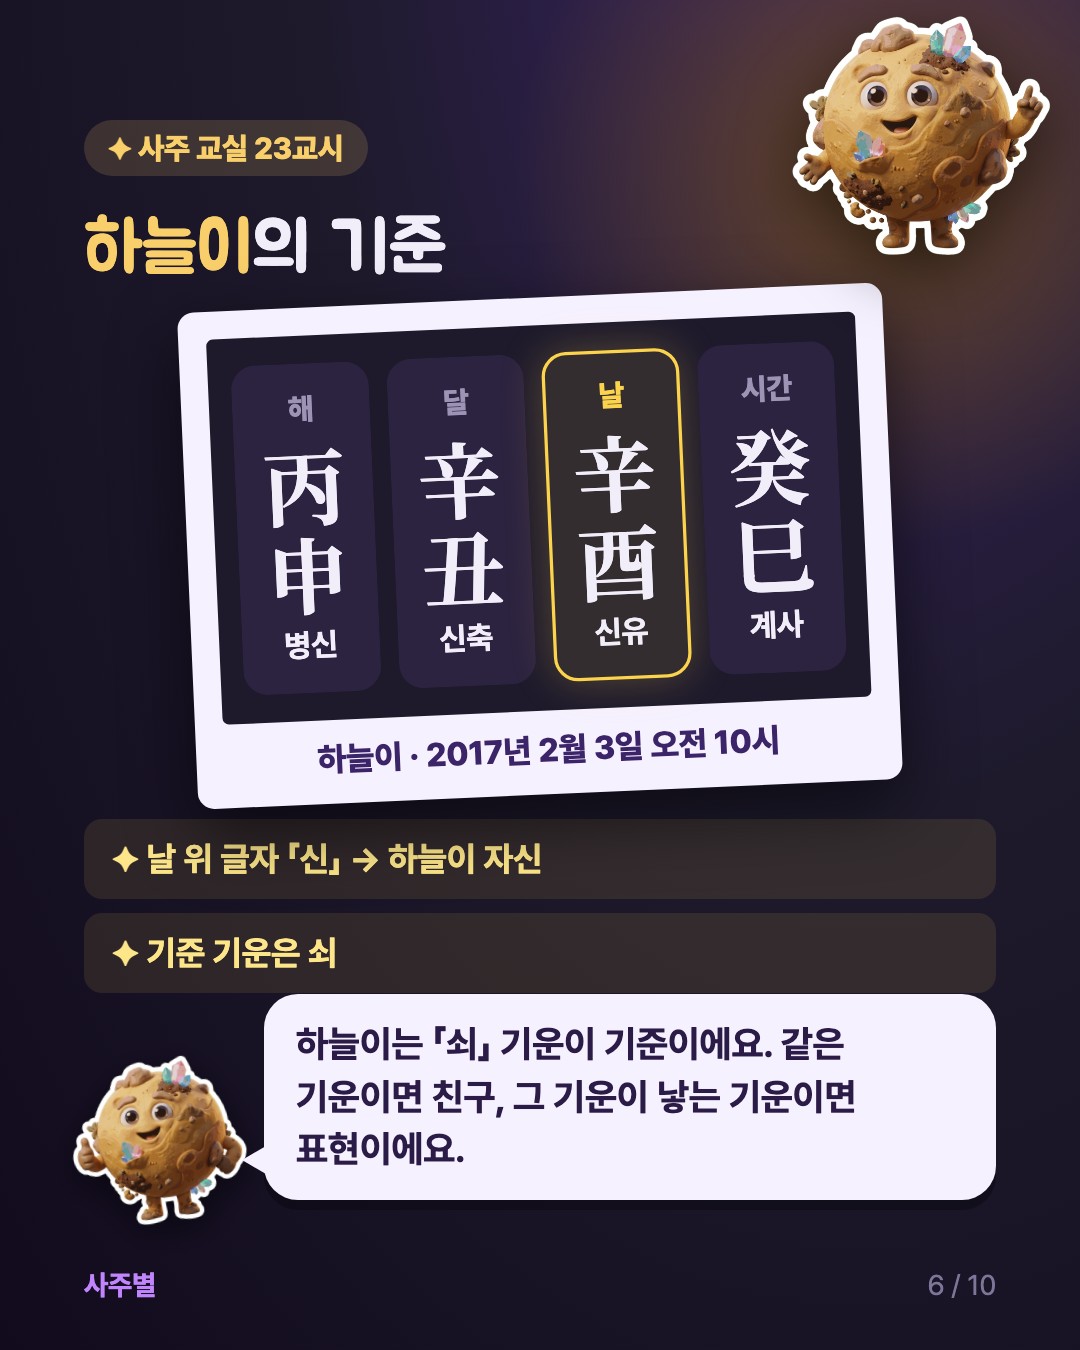 ✦ 사주 교실 23교시
하늘이의 기준
해 달 날 시간
丙 辛 辛 癸
申 丑 酉 巳
병신 신축 신유 계사
하늘이 · 2017년 2월 3일 오전 10시
✦ 날 위 글자 「신」 → 하늘이 자신
✦ 기준 기운은 쇠
하늘이는 「쇠」 기운이 기준이에요. 같은
기운이면 친구, 그 기운이 낳는 기운이면
표현이에요.
사주별
6 / 10